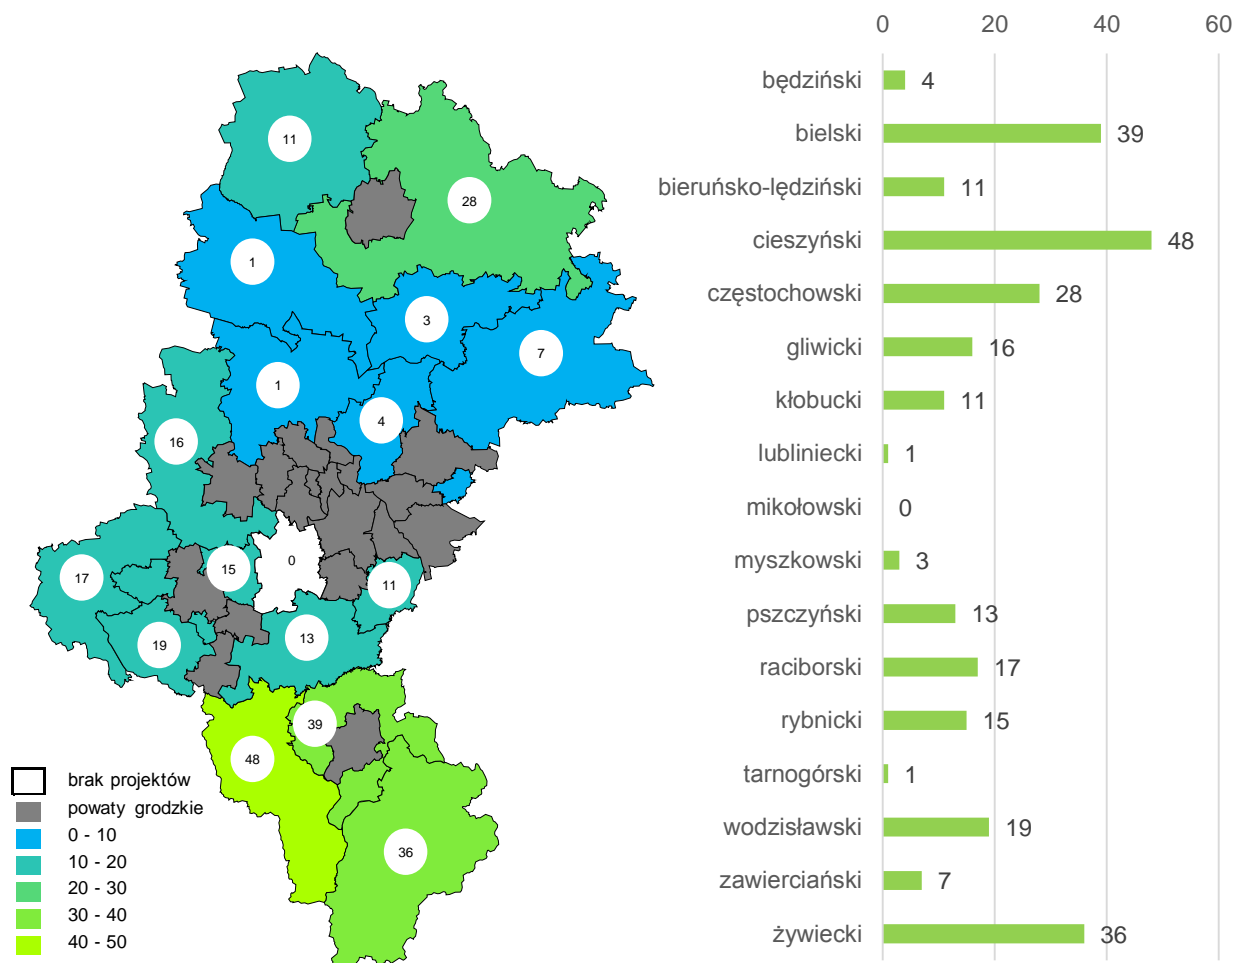 11
28
1
3
7
1
4
16
0
15
17
11
13
19
39
48
36
brak projektów
powaty grodzkie
0 - 10
10 - 20
20 - 30
30 - 40
40 - 50
0 20 40 60
będziński 4
bielski 39
bieruńsko-lędziński 11
cieszyński 48
częstochowski 28
gliwicki 16
kłobucki 11
lubliniecki 1
mikołowski 0
myszkowski 3
pszczyński 13
raciborski 17
rybnicki 15
tarnogórski 1
wodzisławski 19
zawierciański 7
żywiecki 36